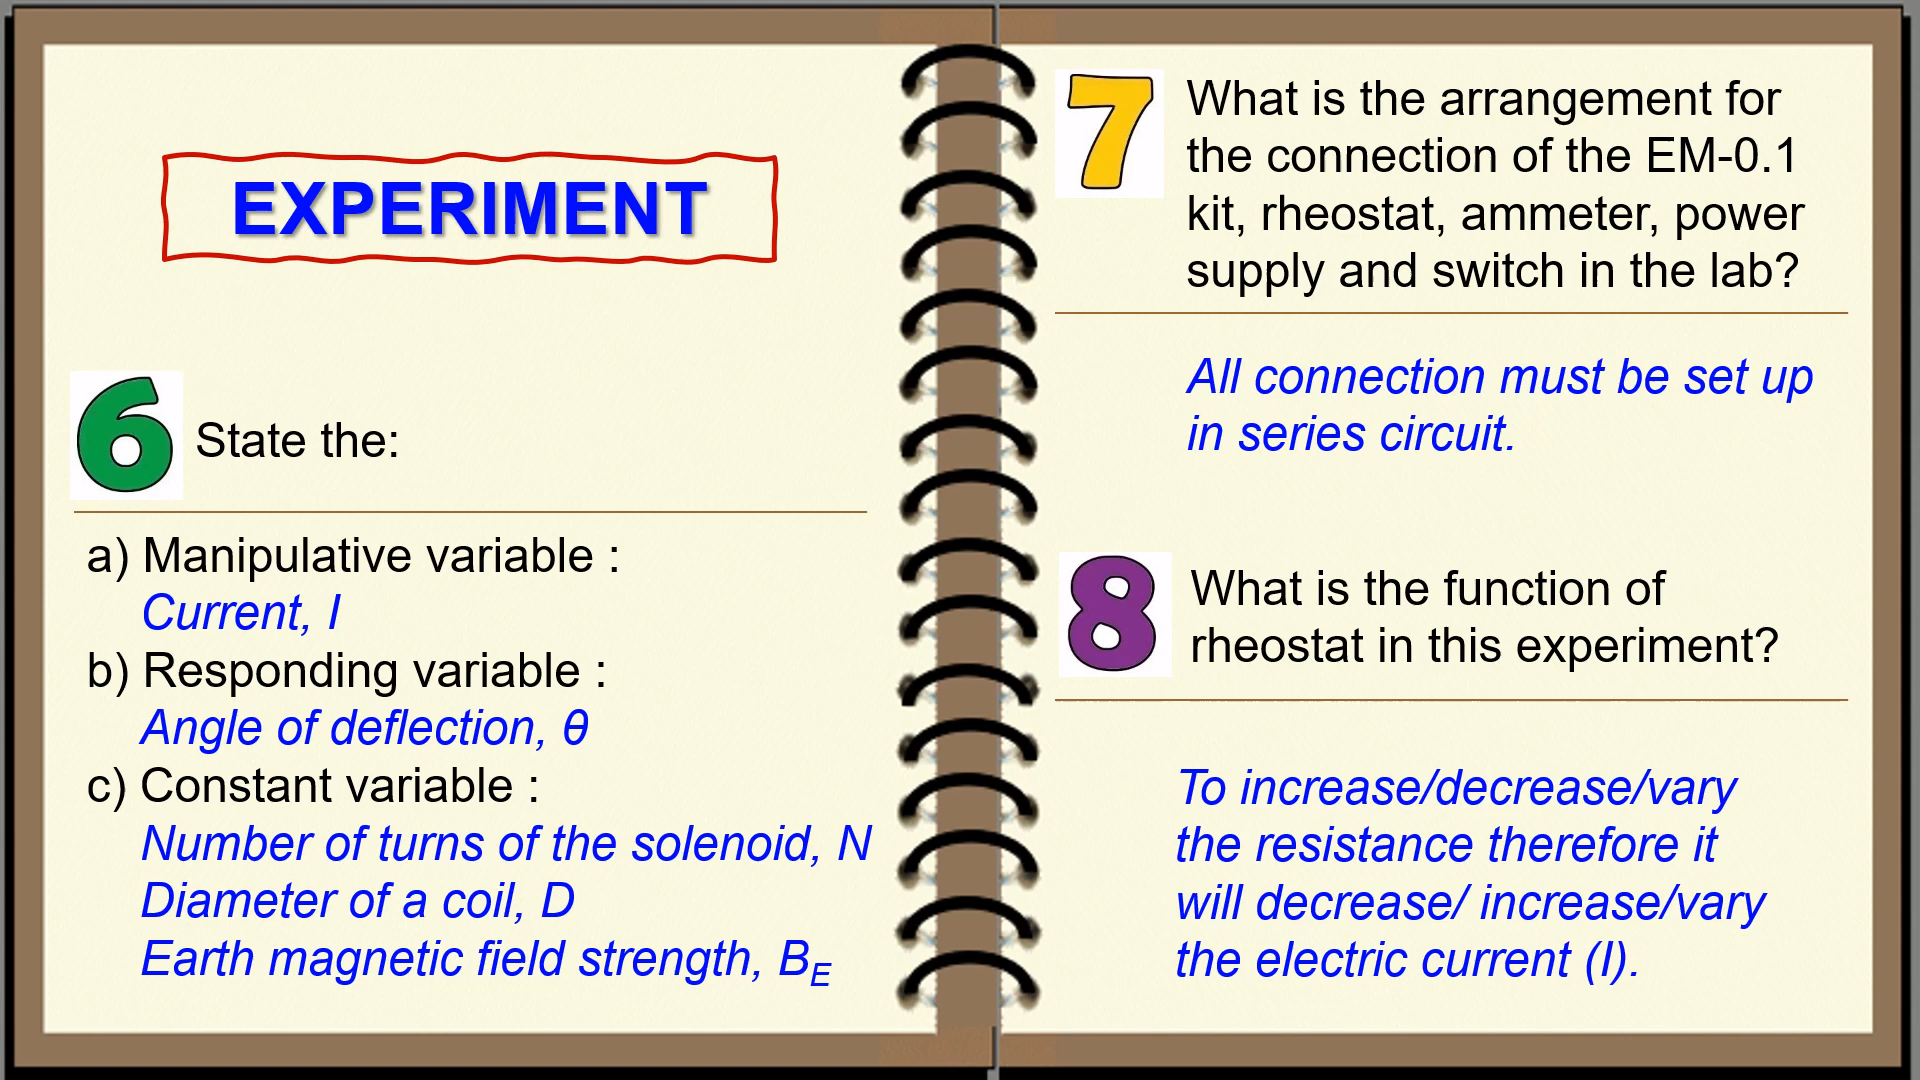 EXPERIMENT
6
State the:
a) Manipulative variable :
Current, I
b) Responding variable :
Angle of deflection, θ
c) Constant variable :
Number of turns of the solenoid, N
Diameter of a coil, D
Earth magnetic field strength, B_E
7
What is the arrangement for
the connection of the EM-0.1
kit, rheostat, ammeter, power
supply and switch in the lab?
All connection must be set up
in series circuit.
8
What is the function of
rheostat in this experiment?
To increase/decrease/vary
the resistance therefore it
will decrease/ increase/vary
the electric current (I).